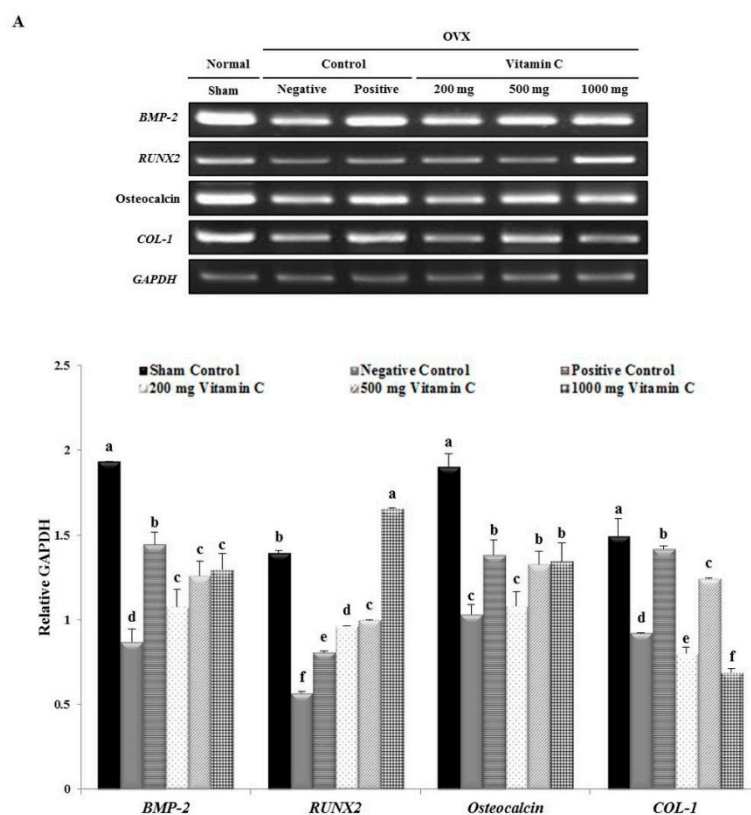 A
OVX
Normal Control Vitamin C
Sham Negative Positive 200 mg 500 mg 1000 mg
BMP-2
RUNX2
Osteocalcin
COL-1
GAPDH
2.5
Sham Control Negative Control Positive Control
200 mg Vitamin C 500 mg Vitamin C 1000 mg Vitamin C
2
1.5
1
0.5
0
Relative GAPDH
a d b c c c
b f e d c a
a c b c b b
a d b e c f
BMP-2 RUNX2 Osteocalcin COL-1